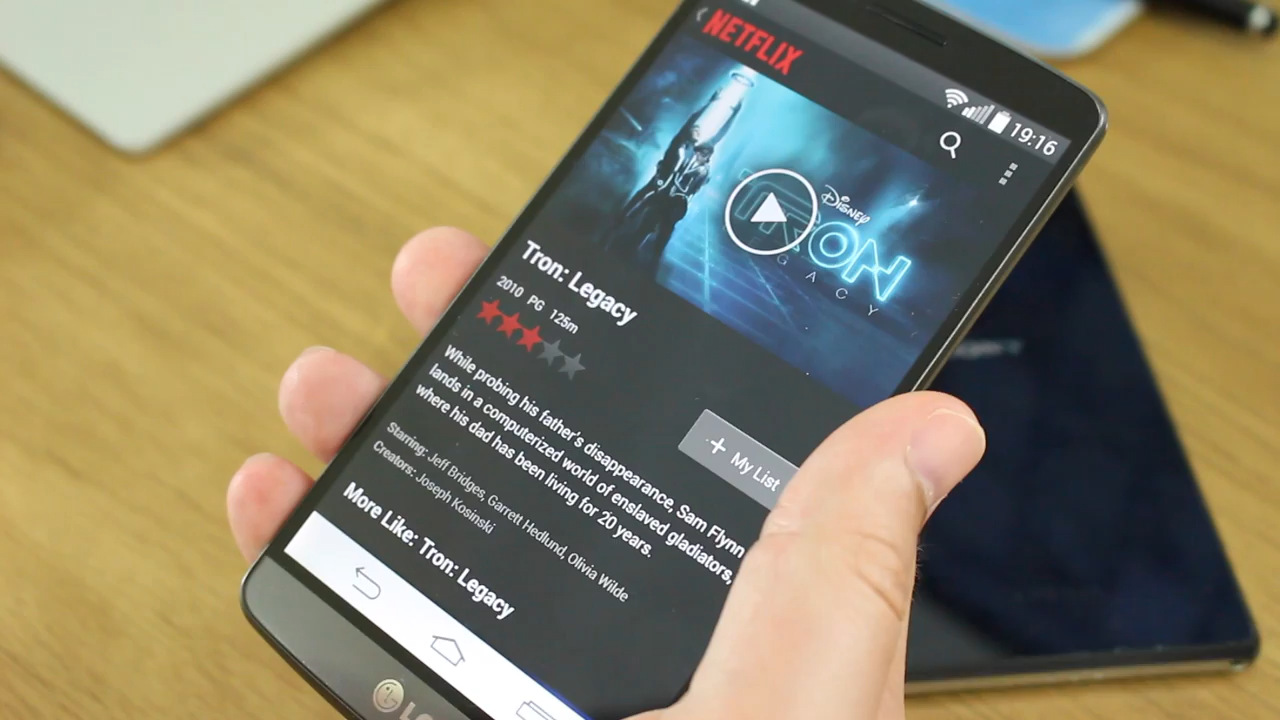 NETFLIX
19:16
DISNEY
TRON
LEGACY
Tron: Legacy
2010 PG 125m
While probing his father's disappearance, Sam Flynn
lands in a computerized world of enslaved gladiators,
where his dad has been living for 20 years.
+ My List
Starring: Jeff Bridges, Garrett Hedlund, Olivia Wilde
Creators: Joseph Kosinski
More Like: Tron: Legacy
LG